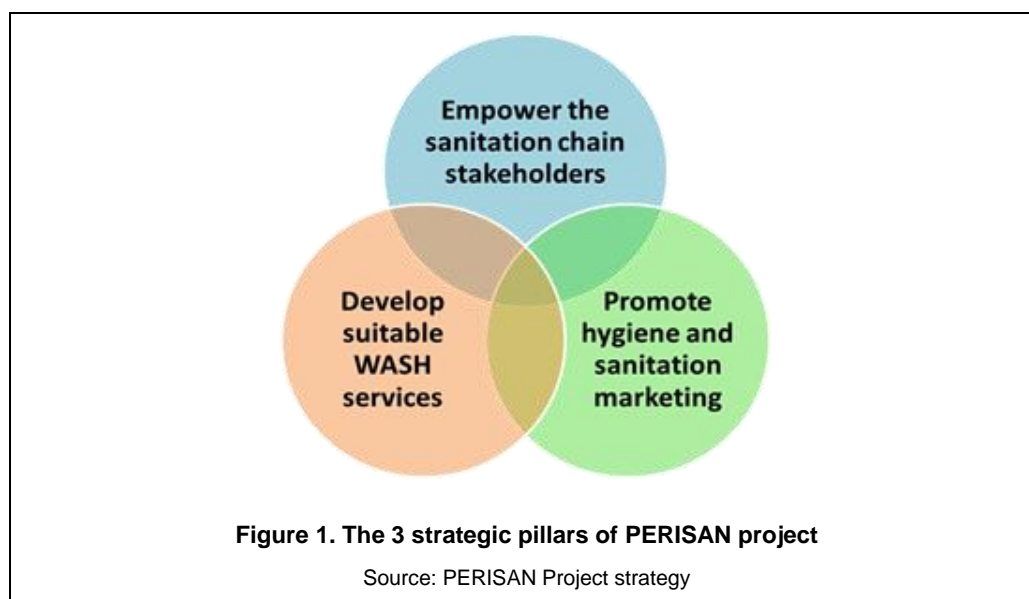 Empower the
sanitation chain
stakeholders
Develop
suitable
WASH
services
Promote
hygiene and
sanitation
marketing
Figure 1. The 3 strategic pillars of PERISAN project
Source: PERISAN Project strategy